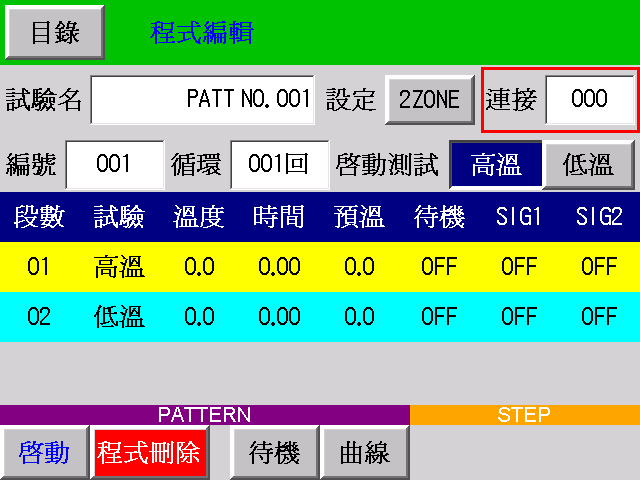 目錄 程式編輯
試驗名 PATT NO.001 設定 2ZONE 連接 000
編號 001 循環 001回 啓動測試 高溫 低溫
段數 試驗 溫度 時間 預溫 待機 SIG1 SIG2
01 高溫 0.0 0.00 0.0 OFF OFF OFF
02 低溫 0.0 0.00 0.0 OFF OFF OFF
PATTERN STEP
啓動 程式刪除 待機 曲線